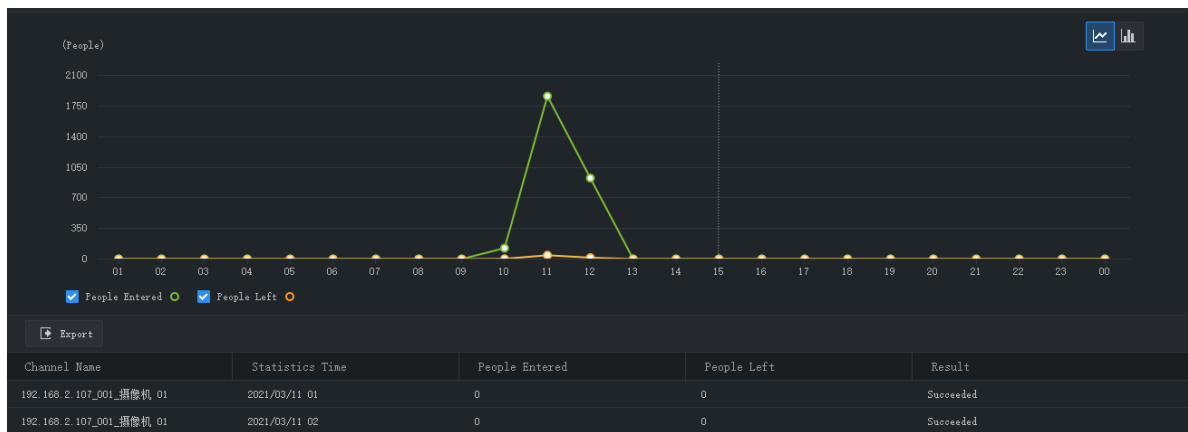 (People)
2100
1750
1400
1050
700
350
0
01 02 03 04 05 06 07 08 09 10 11 12 13 14 15 16 17 18 19 20 21 22 23 00
People Entered People Left
Export
Channel Name Statistics Time People Entered People Left Result
192.168.2.107_001_摄像机 01 2021/03/11 01 0 0 Succeeded
192.168.2.107_001_摄像机 01 2021/03/11 02 0 0 Succeeded